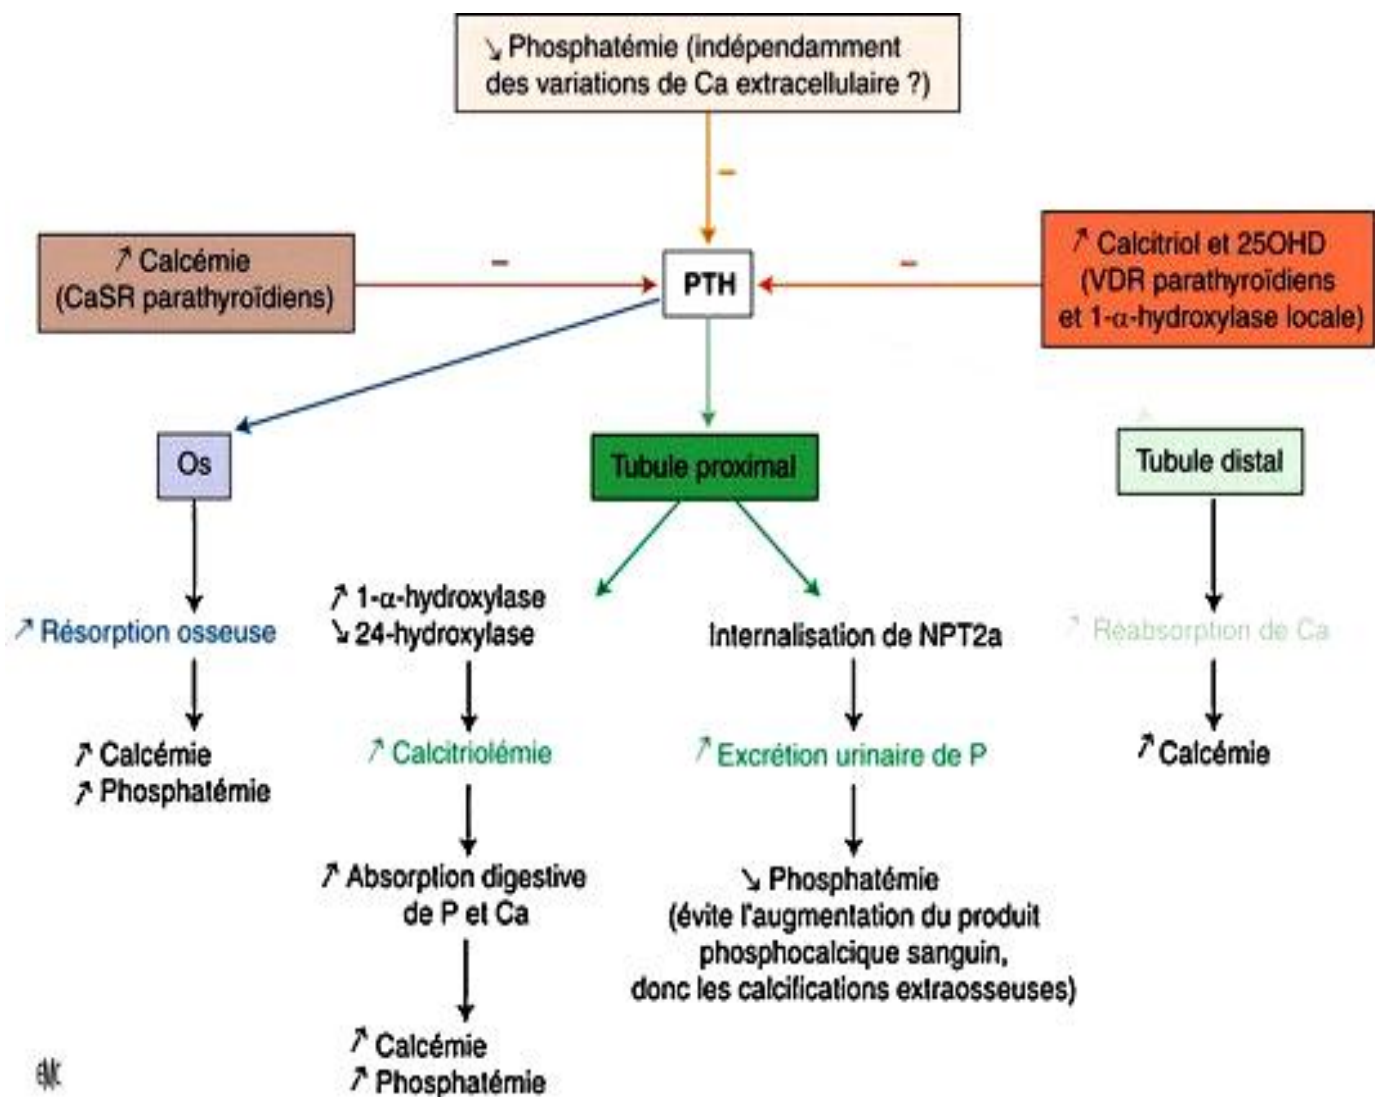 ↘ Phosphatémie (indépendamment
des variations de Ca extracellulaire ?)
–
↗ Calcémie
(CaSR parathyroïdiens)
–
PTH
–
↗ Calcitriol et 25OHD
(VDR parathyroïdiens
et 1-α-hydroxylase locale)
Os
Tubule proximal
Tubule distal
↗ Résorption osseuse
↗ Calcémie
↗ Phosphatémie
↗ 1-α-hydroxylase
↘ 24-hydroxylase
↗ Calcitriolémie
↗ Absorption digestive
de P et Ca
↗ Calcémie
↗ Phosphatémie
Internalisation de NPT2a
↗ Excrétion urinaire de P
↘ Phosphatémie
(évite l'augmentation du produit
phosphocalcique sanguin,
donc les calcifications extraosseuses)
↗ Réabsorption de Ca
↗ Calcémie